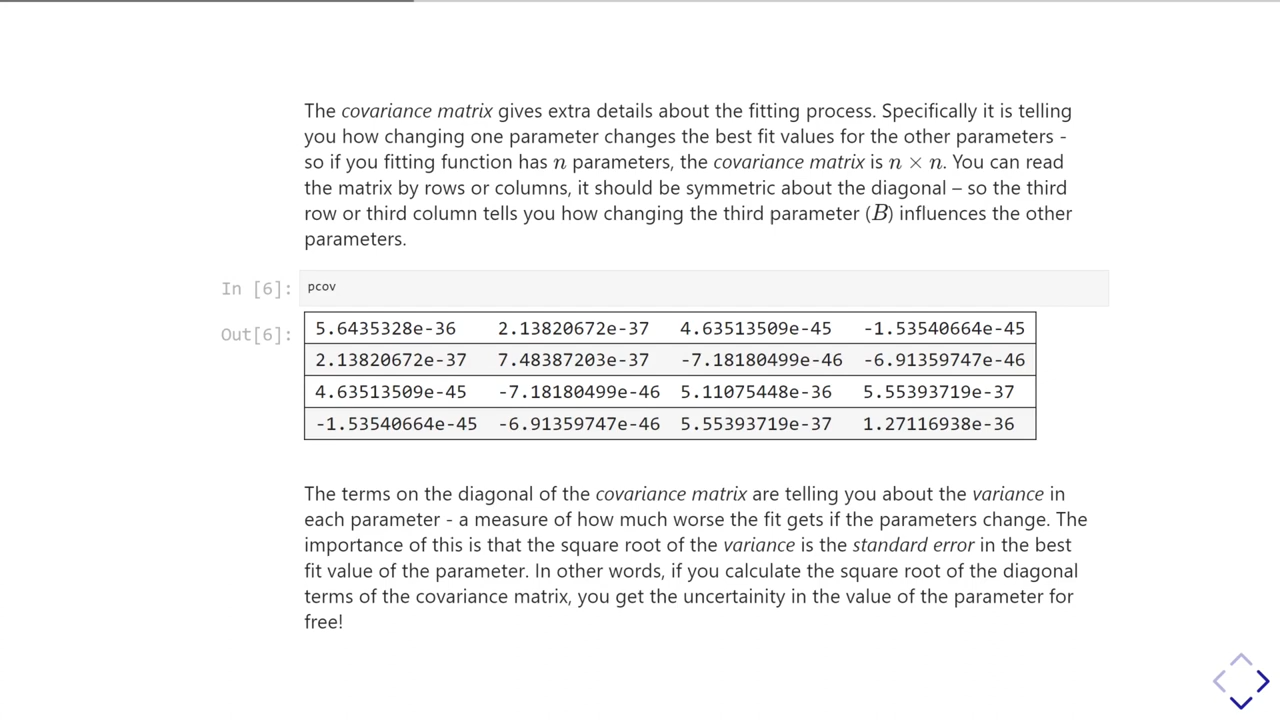 The covariance matrix gives extra details about the fitting process. Specifically it is telling
you how changing one parameter changes the best fit values for the other parameters -
so if you fitting function has n parameters, the covariance matrix is n × n. You can read
the matrix by rows or columns, it should be symmetric about the diagonal – so the third
row or third column tells you how changing the third parameter (B) influences the other
parameters.
In [6]: pcov
Out[6]:
5.6435328e-36 2.13820672e-37 4.63513509e-45 -1.53540664e-45
2.13820672e-37 7.48387203e-37 -7.18180499e-46 -6.91359747e-46
4.63513509e-45 -7.18180499e-46 5.11075448e-36 5.55393719e-37
-1.53540664e-45 -6.91359747e-46 5.55393719e-37 1.27116938e-36
The terms on the diagonal of the covariance matrix are telling you about the variance in
each parameter - a measure of how much worse the fit gets if the parameters change. The
importance of this is that the square root of the variance is the standard error in the best
fit value of the parameter. In other words, if you calculate the square root of the diagonal
terms of the covariance matrix, you get the uncertainity in the value of the parameter for
free!